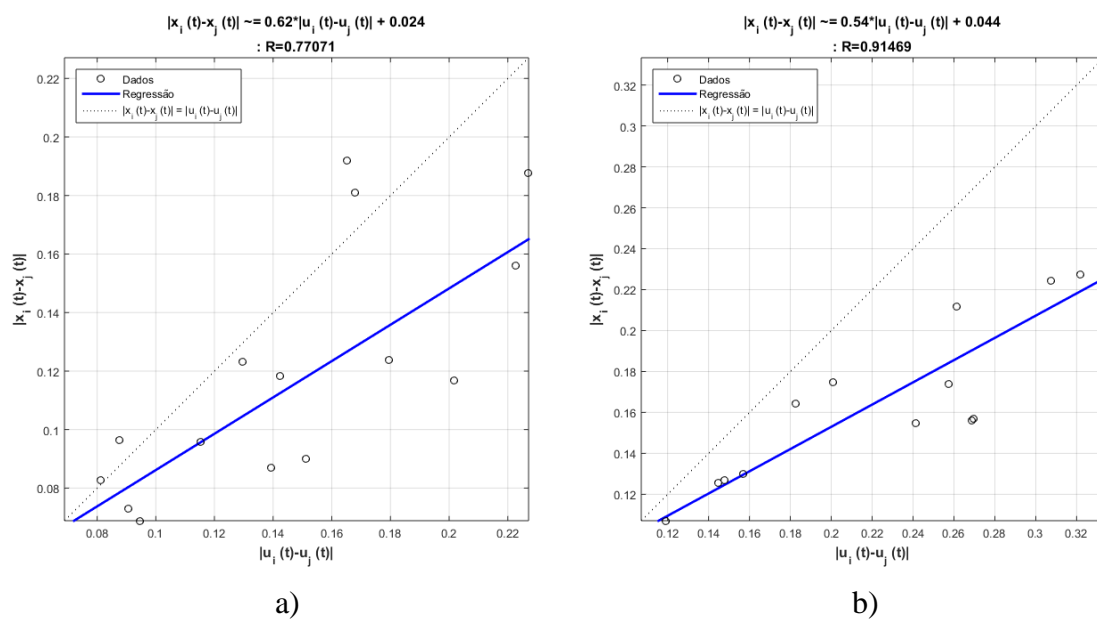 |x_i (t)-x_j (t)| ~= 0.62*|u_i (t)-u_j (t)| + 0.024
: R=0.77071
Dados
Regressão
|x_i (t)-x_j (t)| = |u_i (t)-u_j (t)|
0.22
0.2
0.18
0.16
0.14
0.12
0.1
0.08
|x_i (t)-x_j (t)|
0.08 0.1 0.12 0.14 0.16 0.18 0.2 0.22
|u_i (t)-u_j (t)|
a)
|x_i (t)-x_j (t)| ~= 0.54*|u_i (t)-u_j (t)| + 0.044
: R=0.91469
Dados
Regressão
|x_i (t)-x_j (t)| = |u_i (t)-u_j (t)|
0.32
0.3
0.28
0.26
0.24
0.22
0.2
0.18
0.16
0.14
0.12
|x_i (t)-x_j (t)|
0.12 0.14 0.16 0.18 0.2 0.22 0.24 0.26 0.28 0.3 0.32
|u_i (t)-u_j (t)|
b)